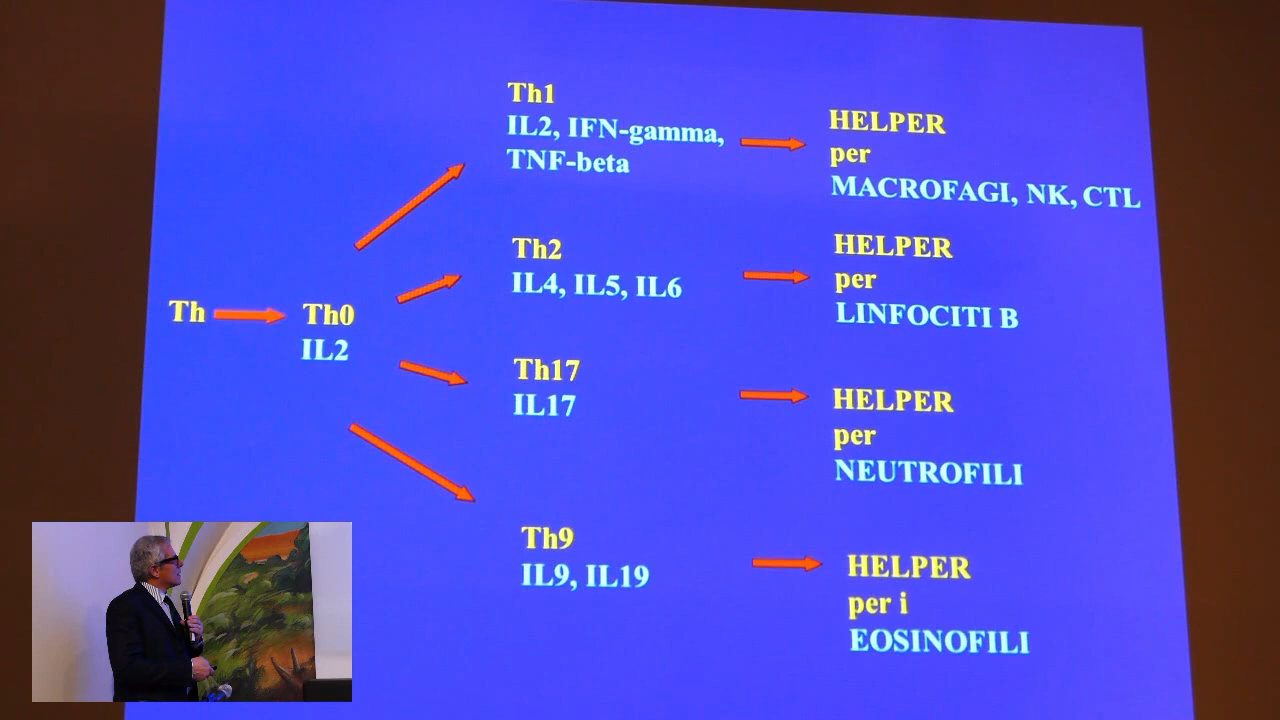 Th
Th0
IL2
Th1
IL2, IFN-gamma,
TNF-beta
HELPER
per
MACROFAGI, NK, CTL
Th2
IL4, IL5, IL6
HELPER
per
LINFOCITI B
Th17
IL17
HELPER
per
NEUTROFILI
Th9
IL9, IL19
HELPER
per i
EOSINOFILI